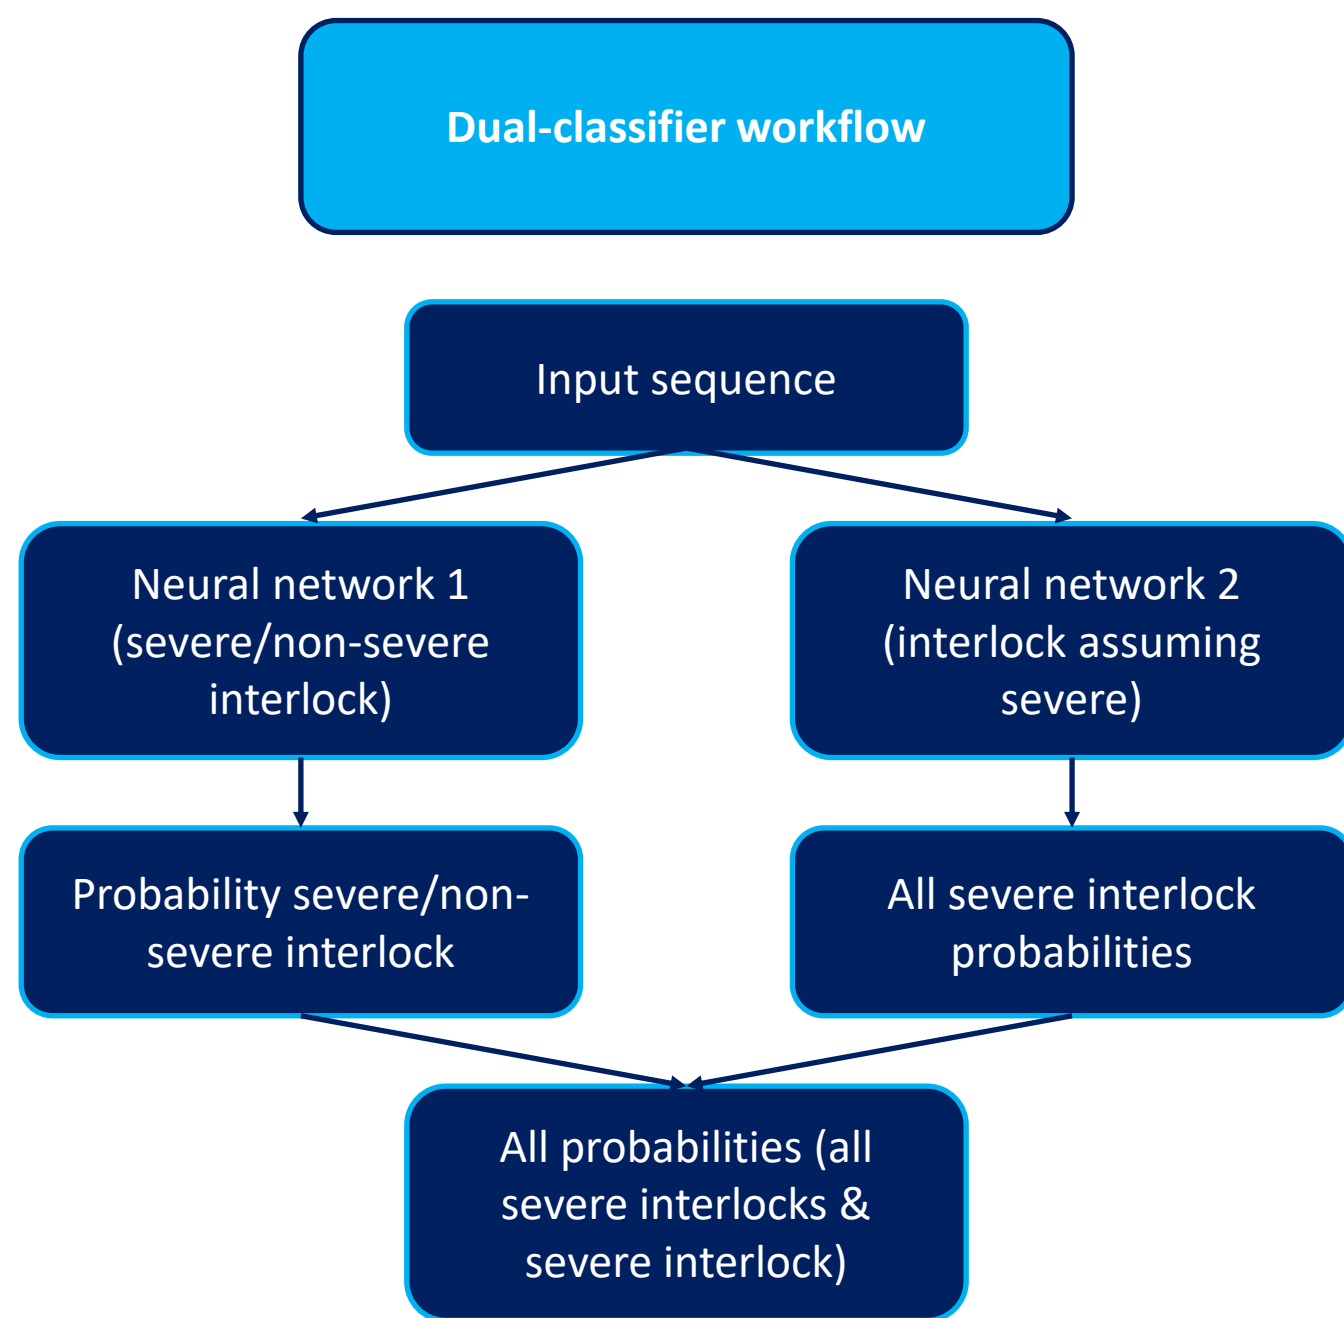 Dual-classifier workflow
Input sequence
Neural network 1
(severe/non-severe
interlock)
Neural network 2
(interlock assuming
severe)
Probability severe/non-
severe interlock
All severe interlock
probabilities
All probabilities (all
severe interlocks &
severe interlock)